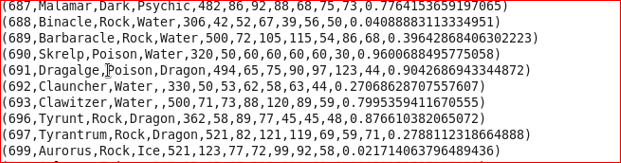 (687,Malamar,Dark,Psychic,482,86,92,88,68,75,73,0.7764153659197065)
(688,Binacle,Rock,Water,306,42,52,67,39,56,50,0.04088883113334951)
(689,Barbaracle,Rock,Water,500,72,105,115,54,86,68,0.39642868406302223)
(690,Skrelp,Poison,Water,320,50,60,60,60,60,30,0.9600688495775058)
(691,Dragalge,Poison,Dragon,494,65,75,90,97,123,44,0.9042686943344872)
(692,Clauncher,Water,,330,50,53,62,58,63,44,0.27068628707557607)
(693,Clawitzer,Water,,500,71,73,88,120,89,59,0.7995359411670555)
(696,Tyrunt,Rock,Dragon,362,58,89,77,45,45,48,0.876610382065072)
(697,Tyrantrum,Rock,Dragon,521,82,121,119,69,59,71,0.2788112318664888)
(699,Aurorus,Rock,Ice,521,123,77,72,99,92,58,0.021714063796489436)